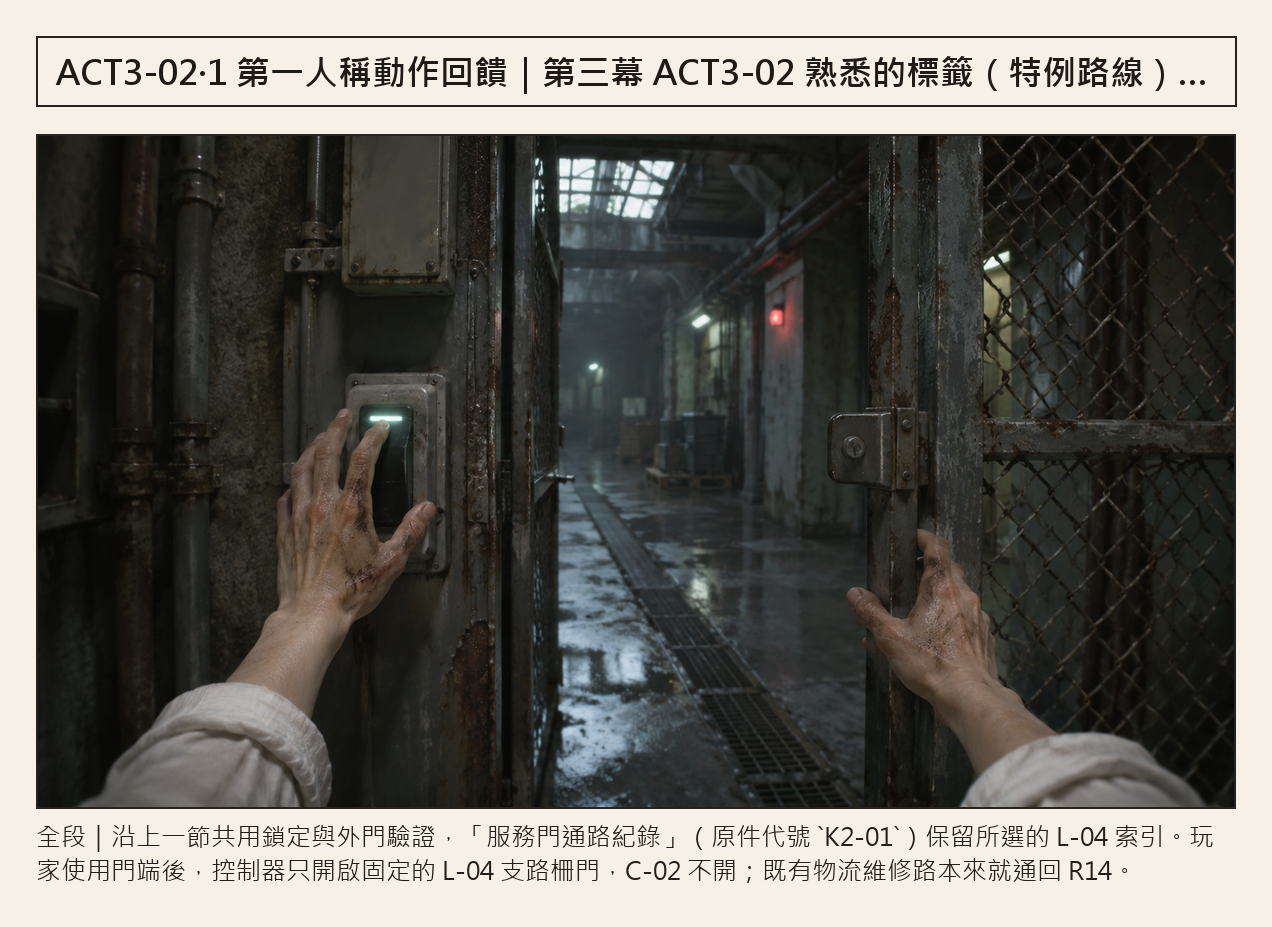 ACT3-02·1 第一人稱動作回饋｜第三幕 ACT3-02 熟悉的標籤（特例路線）...
全段｜沿上一節共用鎖定與外門驗證，「服務門通路紀錄」（原件代號 `K2-01`）保留所選的 L-04 索引。玩
家使用門端後，控制器只開啟固定的 L-04 支路柵門，C-02 不開；既有物流維修路本來就通回 R14。